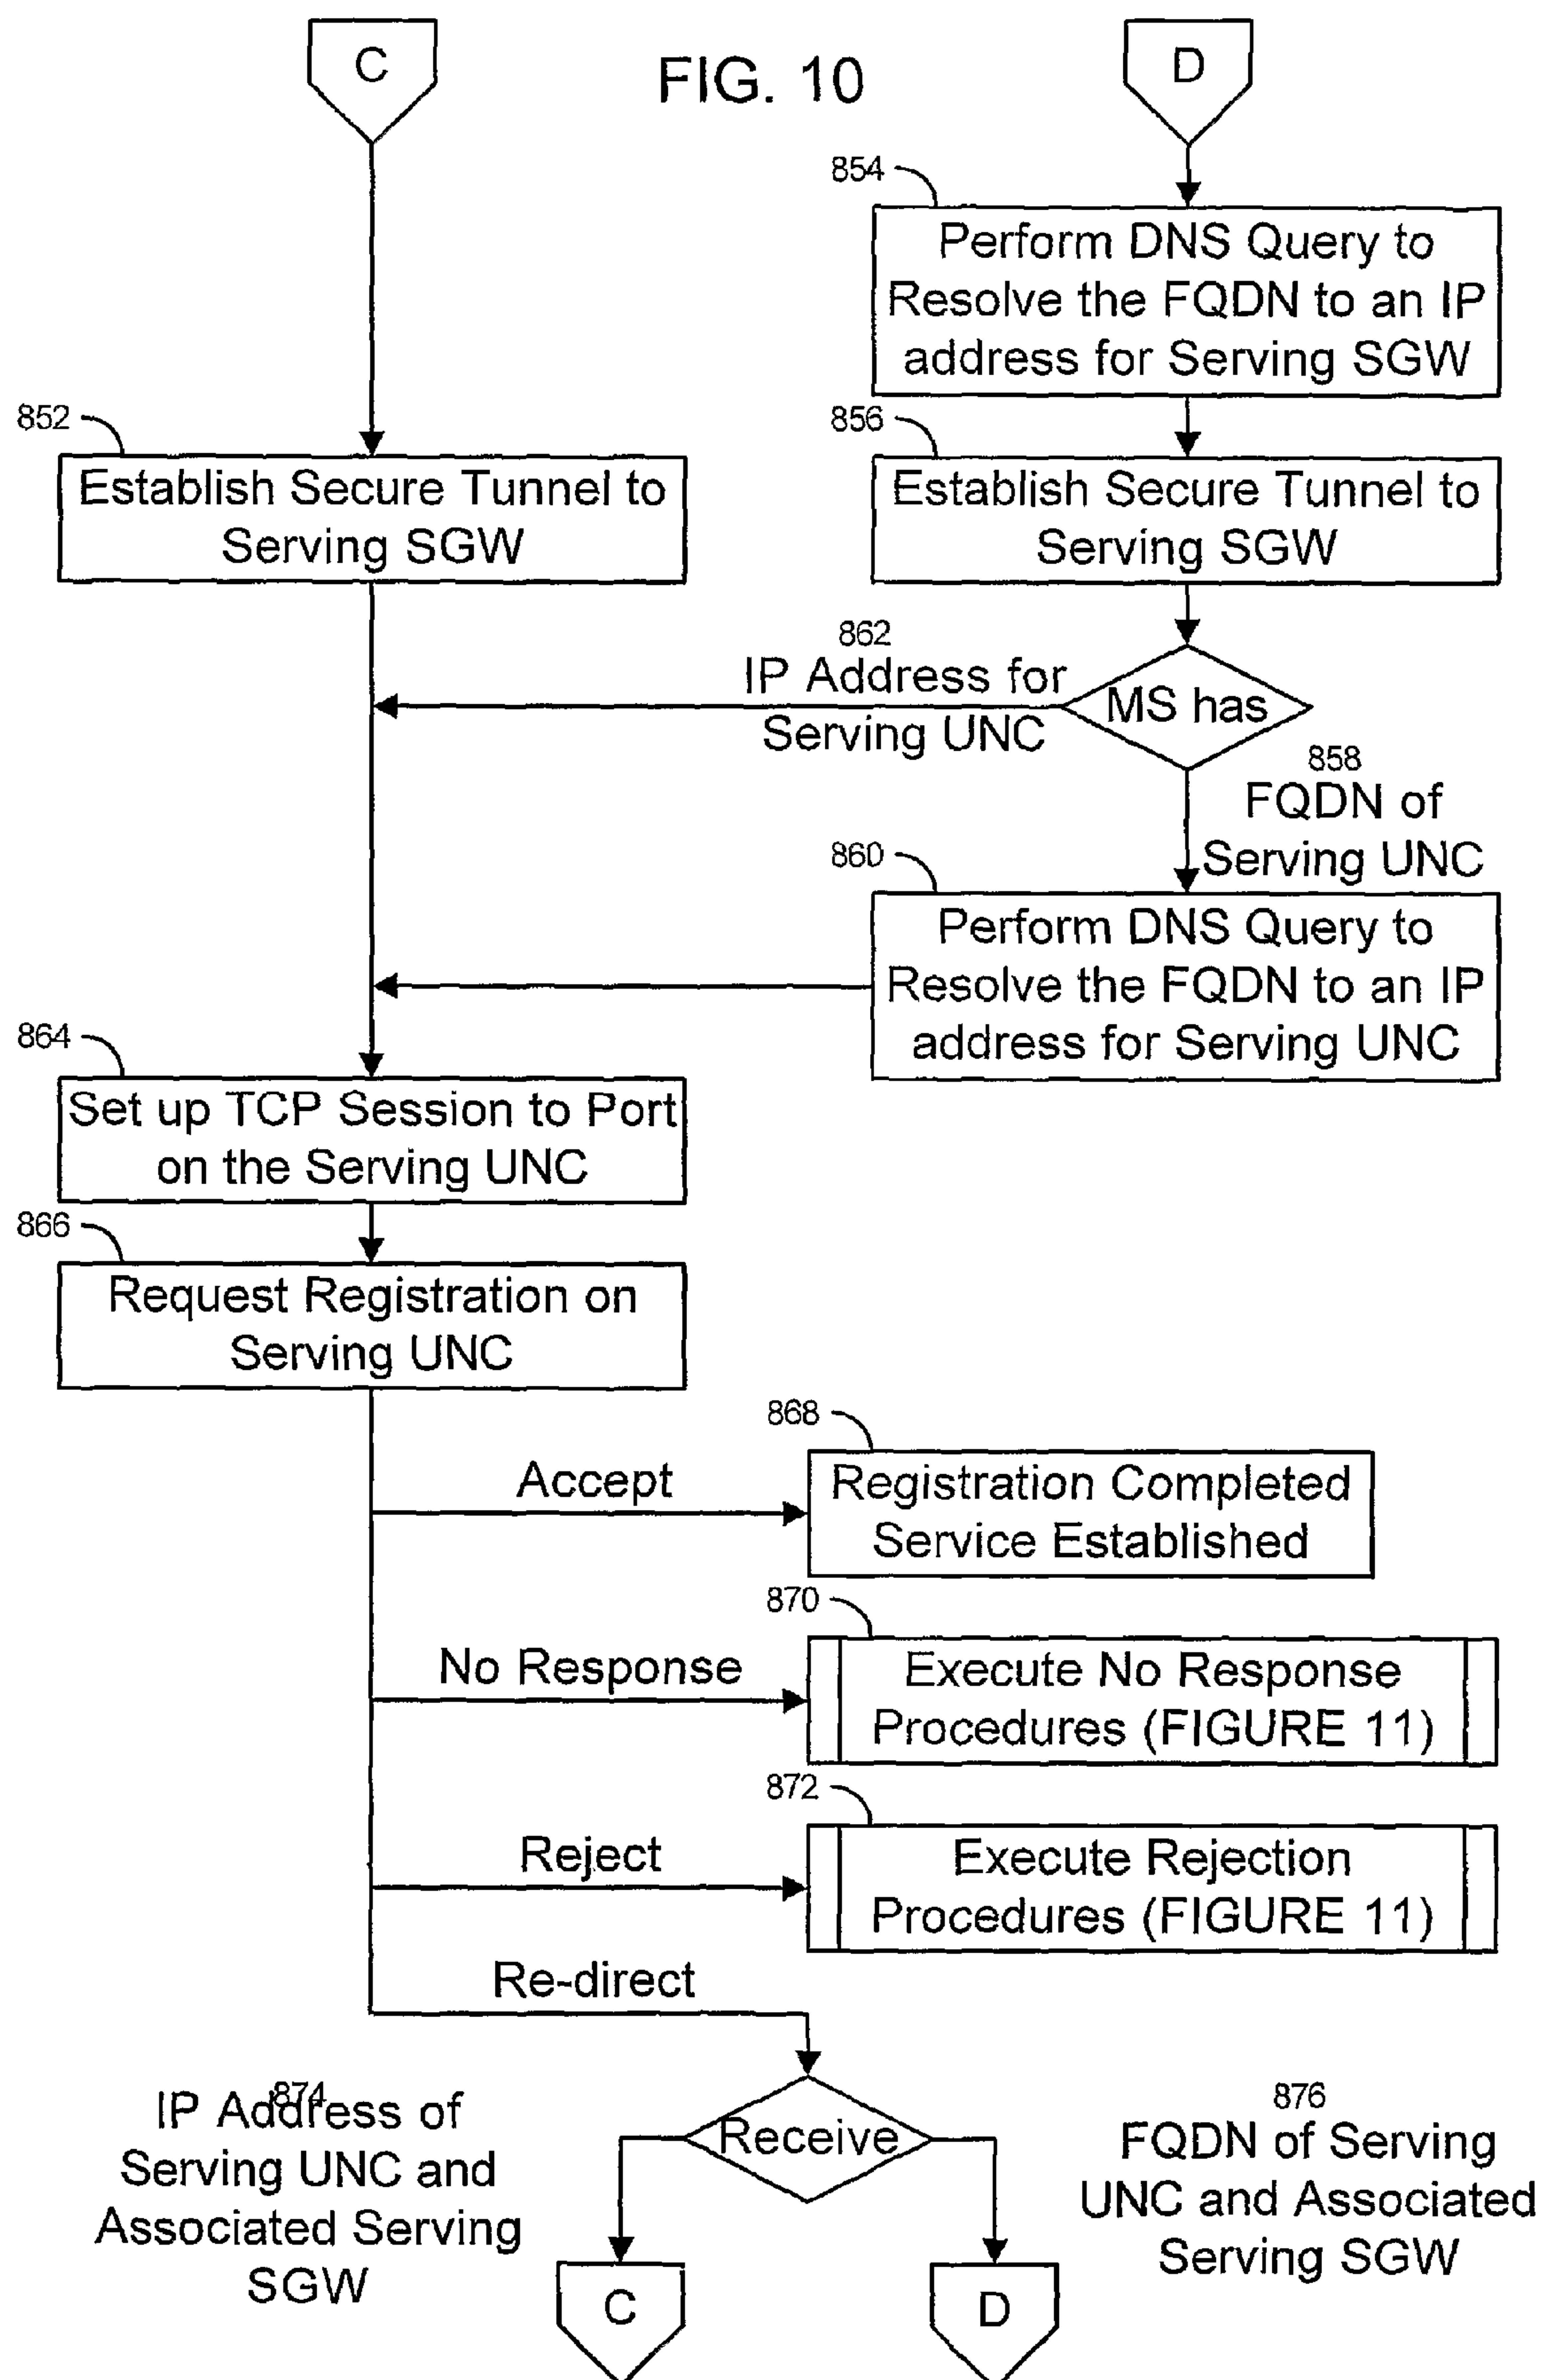 C
FIG. 10
D
854
Perform DNS Query to
Resolve the FQDN to an IP
address for Serving SGW
852
Establish Secure Tunnel to
Serving SGW
856
Establish Secure Tunnel to
Serving SGW
862
IP Address for
Serving UNC
MS has
858
FQDN of
Serving UNC
860
Perform DNS Query to
Resolve the FQDN to an IP
address for Serving UNC
864
Set up TCP Session to Port
on the Serving UNC
866
Request Registration on
Serving UNC
868
Accept
Registration Completed
Service Established
870
No Response
Execute No Response
Procedures (FIGURE 11)
872
Reject
Execute Rejection
Procedures (FIGURE 11)
Re-direct
874
IP Address of
Serving UNC and
Associated Serving
SGW
Receive
876
FQDN of Serving
UNC and Associated
Serving SGW
C
D